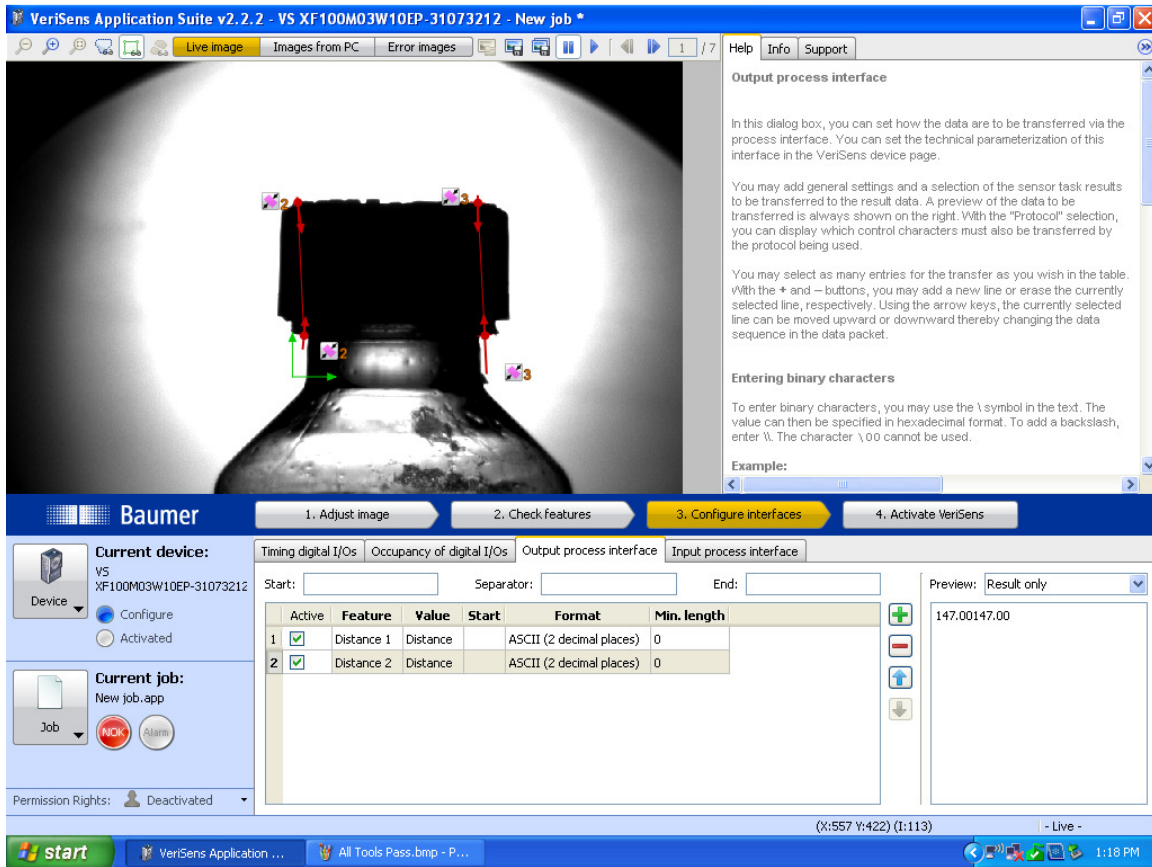 VeriSens Application Suite v2.2.2 - VS XF100M03W10EP-31073212 - New job *
Live image Images from PC Error images 1 / 7
Help Info Support
Output process interface
In this dialog box, you can set how the data are to be transferred via the
process interface. You can set the technical parameterization of this
interface in the VeriSens device page.
You may add general settings and a selection of the sensor task results
to be transferred to the result data. A preview of the data to be
transferred is always shown on the right. With the "Protocol" selection,
you can display which control characters must also be transferred by
the protocol being used.
You may select as many entries for the transfer as you wish in the table.
With the + and – buttons, you may add a new line or erase the currently
selected line, respectively. Using the arrow keys, the currently selected
line can be moved upward or downward thereby changing the data
sequence in the data packet.
Entering binary characters
To enter binary characters, you may use the \ symbol in the text. The
value can then be specified in hexadecimal format. To add a backslash,
enter \\. The character \00 cannot be used.
Example:
2
3
2
3
Baumer
1. Adjust image 2. Check features 3. Configure interfaces 4. Activate VeriSens
Current device:
VS
XF100M03W10EP-31073212
Device
Configure
Activated
Current job:
New job.app
Job
NOK Alarm
Permission Rights: Deactivated
Timing digital I/Os Occupancy of digital I/Os Output process interface Input process interface
Start: Separator: End: Preview: Result only
Active Feature Value Start Format Min. length
1 Distance 1 Distance ASCII (2 decimal places) 0
2 Distance 2 Distance ASCII (2 decimal places) 0
147.00147.00
(X:557 Y:422) (I:113) - Live -
start VeriSens Application ... All Tools Pass.bmp - P... 1:18 PM